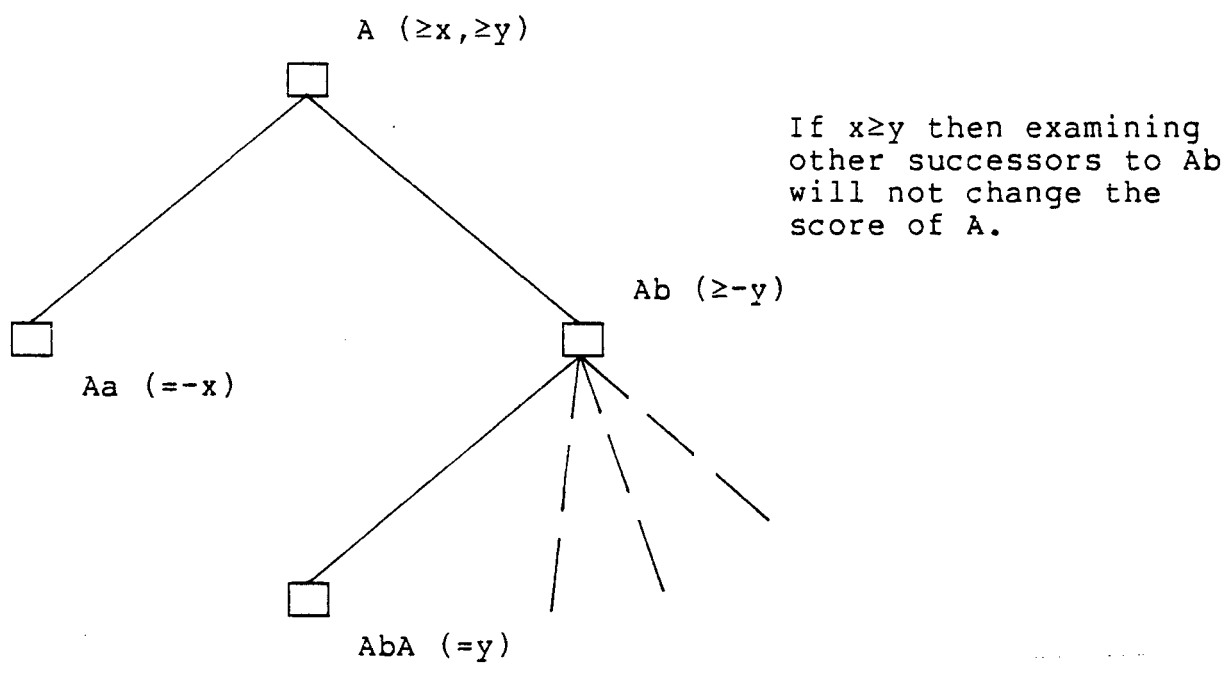 A (≥x,≥y)
If x≥y then examining
other successors to Ab
will not change the
score of A.
Ab (≥-y)
Aa (=-x)
AbA (=y)